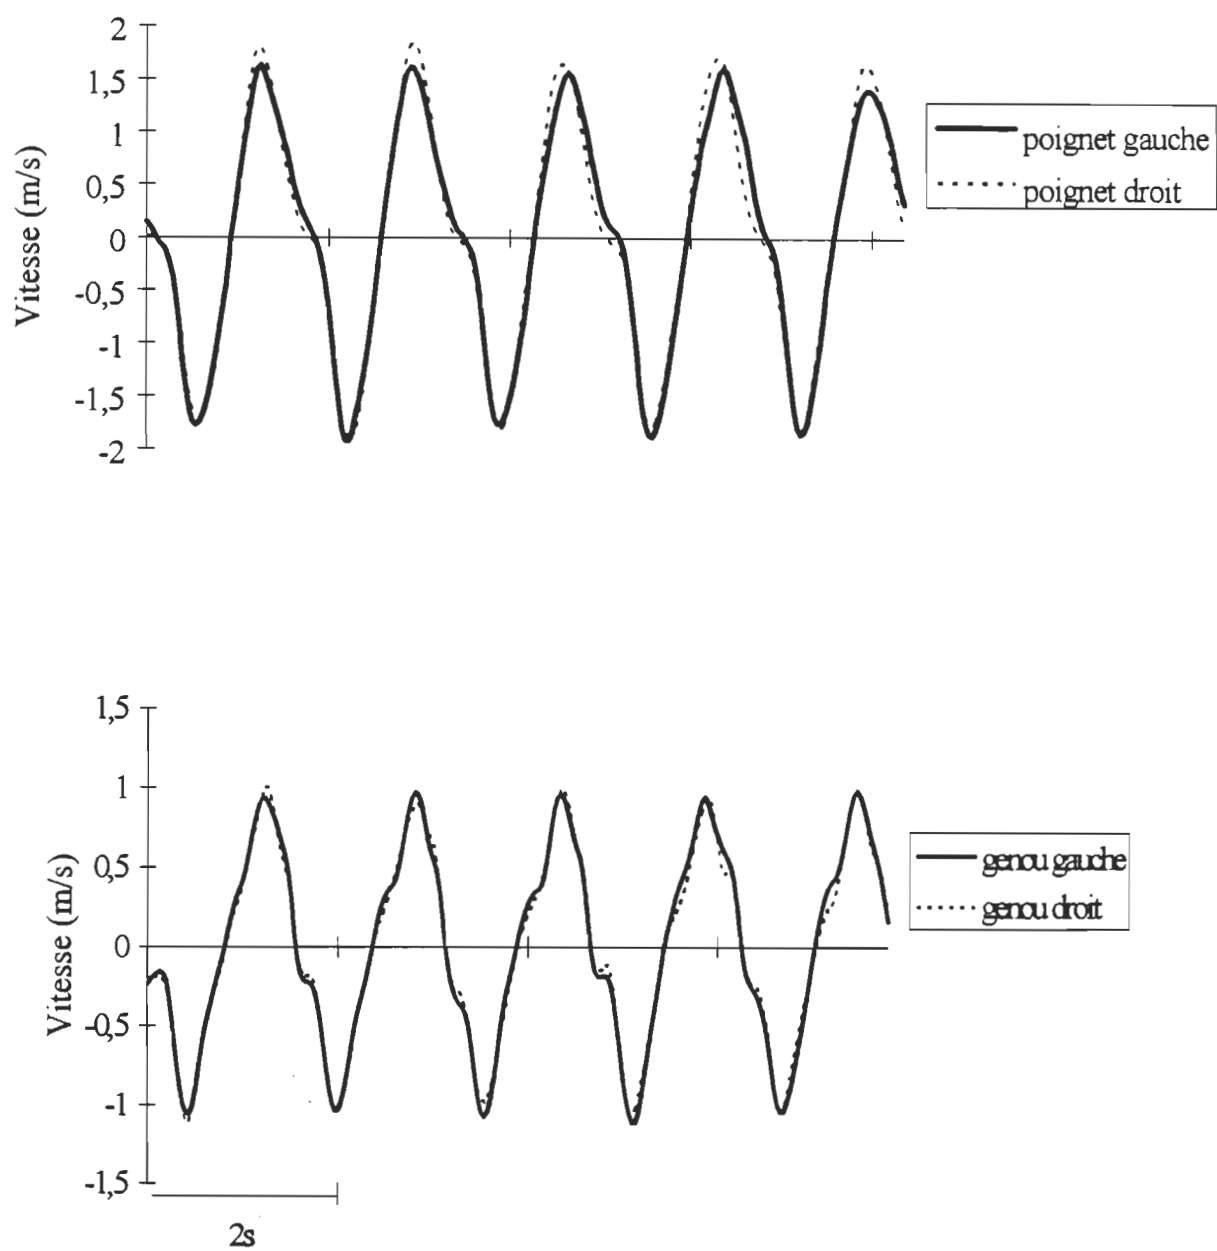 2
1,5
1
0,5
0
-0,5
-1
-1,5
-2
Vitesse (m/s)
poignet gauche
poignet droit
1,5
1
0,5
0
-0,5
-1
-1,5
Vitesse (m/s)
genou gauche
genou droit
2s